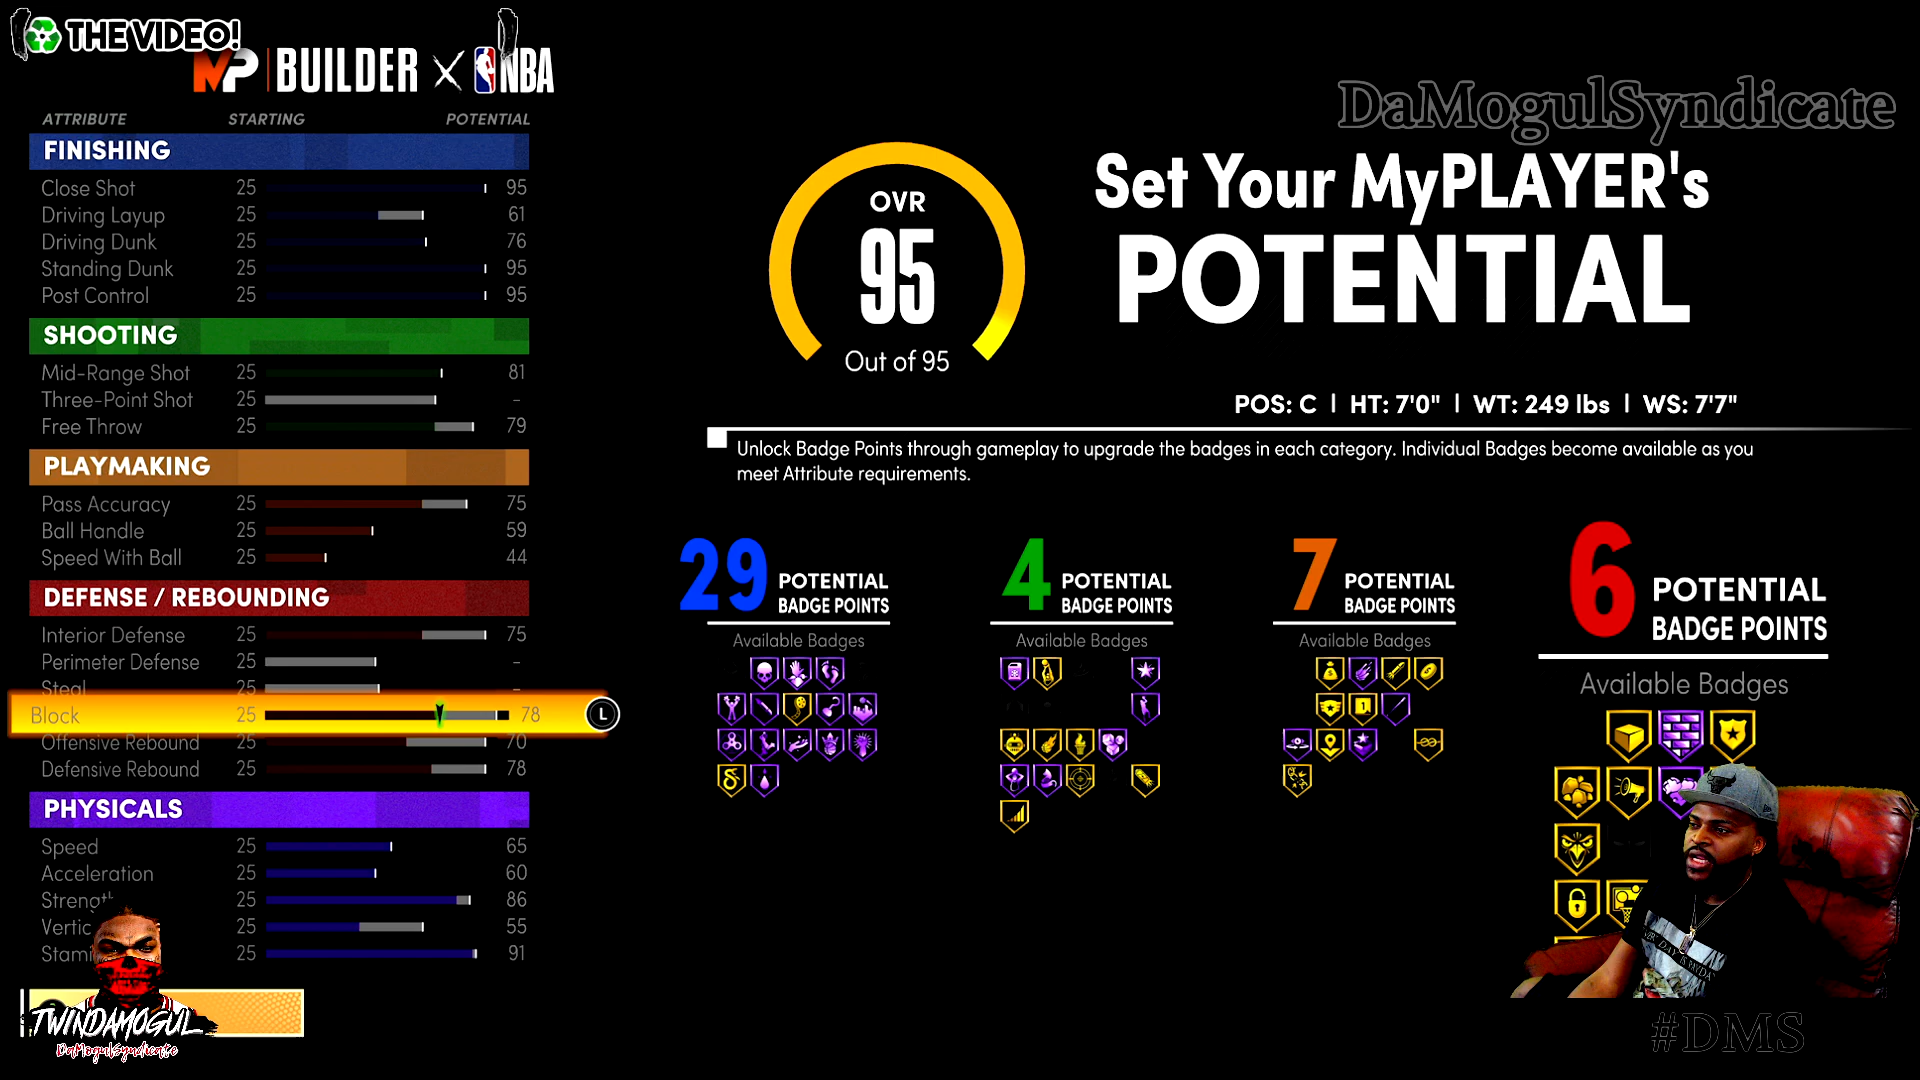 THE VIDEO!
MP | BUILDER X NBA
DaMogulSyndicate
ATTRIBUTE STARTING POTENTIAL
FINISHING
Close Shot 25 95
Driving Layup 25 61
Driving Dunk 25 76
Standing Dunk 25 95
Post Control 25 95
SHOOTING
Mid-Range Shot 25 81
Three-Point Shot 25 -
Free Throw 25 79
PLAYMAKING
Pass Accuracy 25 75
Ball Handle 25 59
Speed With Ball 25 44
DEFENSE / REBOUNDING
Interior Defense 25 75
Perimeter Defense 25 -
Steal 25 -
Block 25 78
L
Offensive Rebound 25 70
Defensive Rebound 25 78
PHYSICALS
Speed 25 65
Acceleration 25 60
Strengt 25 86
Vertic 25 55
Stami 25 91
TWINDAMOGUL
DaMogulSyndicate
OVR
95
Out of 95
Set Your MyPLAYER's
POTENTIAL
POS: C | HT: 7'0" | WT: 249 lbs | WS: 7'7"
Unlock Badge Points through gameplay to upgrade the badges in each category. Individual Badges become available as you
meet Attribute requirements.
29 POTENTIAL
BADGE POINTS
Available Badges
4 POTENTIAL
BADGE POINTS
Available Badges
7 POTENTIAL
BADGE POINTS
Available Badges
6 POTENTIAL
BADGE POINTS
Available Badges
#DMS